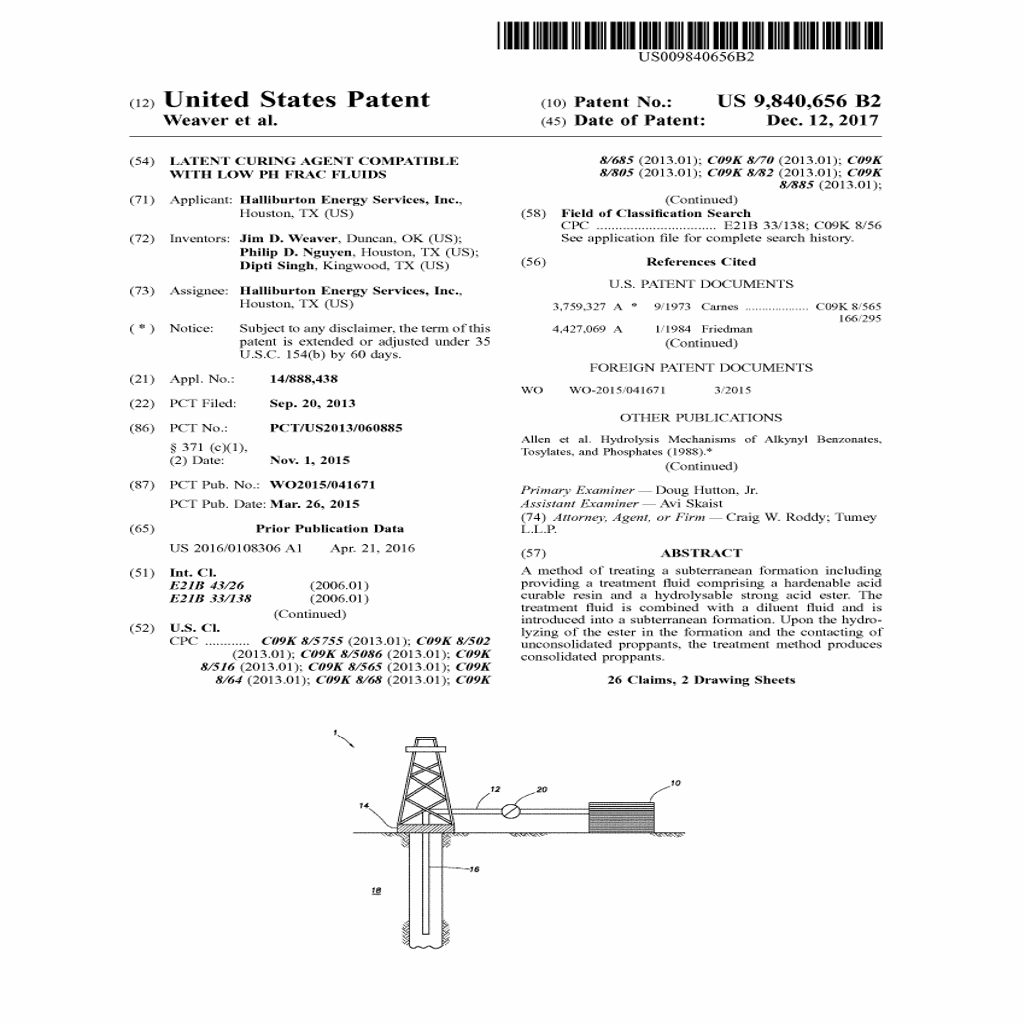 US009840656B2
(12) United States Patent
Weaver et al.
(10) Patent No.: US 9,840,656 B2
(45) Date of Patent: Dec. 12, 2017
(54) LATENT CURING AGENT COMPATIBLE
WITH LOW PH FRAC FLUIDS
(71) Applicant: Halliburton Energy Services, Inc.,
Houston, TX (US)
(72) Inventors: Jim D. Weaver, Duncan, OK (US);
Philip D. Nguyen, Houston, TX (US);
Dipti Singh, Kingwood, TX (US)
(73) Assignee: Halliburton Energy Services, Inc.,
Houston, TX (US)
( * ) Notice: Subject to any disclaimer, the term of this
patent is extended or adjusted under 35
U.S.C. 154(b) by 60 days.
(21) Appl. No.: 14/888,438
(22) PCT Filed: Sep. 20, 2013
(86) PCT No.: PCT/US2013/060885
§ 371 (c)(1),
(2) Date: Nov. 1, 2015
(87) PCT Pub. No.: WO2015/041671
PCT Pub. Date: Mar. 26, 2015
(65) Prior Publication Data
US 2016/0108306 A1 Apr. 21, 2016
(51) Int. Cl.
E21B 43/26 (2006.01)
E21B 33/138 (2006.01)
(Continued)
(52) U.S. Cl.
CPC ............ C09K 8/5755 (2013.01); C09K 8/502
(2013.01); C09K 8/5086 (2013.01); C09K
8/516 (2013.01); C09K 8/565 (2013.01); C09K
8/64 (2013.01); C09K 8/68 (2013.01); C09K
8/685 (2013.01); C09K 8/70 (2013.01); C09K
8/805 (2013.01); C09K 8/82 (2013.01); C09K
8/885 (2013.01);
(Continued)
(58) Field of Classification Search
CPC ................................ E21B 33/138; C09K 8/56
See application file for complete search history.
(56) References Cited
U.S. PATENT DOCUMENTS
3,759,327 A * 9/1973 Carnes ................... C09K 8/565
166/295
4,427,069 A 1/1984 Friedman
(Continued)
FOREIGN PATENT DOCUMENTS
WO WO-2015/041671 3/2015
OTHER PUBLICATIONS
Allen et al. Hydrolysis Mechanisms of Alkynyl Benzonates,
Tosylates, and Phosphates (1988).*
(Continued)
Primary Examiner — Doug Hutton, Jr.
Assistant Examiner — Avi Skaist
(74) Attorney, Agent, or Firm — Craig W. Roddy; Tumey
L.L.P.
(57) ABSTRACT
A method of treating a subterranean formation including
providing a treatment fluid comprising a hardenable acid
curable resin and a hydrolysable strong acid ester. The
treatment fluid is combined with a diluent fluid and is
introduced into a subterranean formation. Upon the hydro-
lyzing of the ester in the formation and the contacting of
unconsolidated proppants, the treatment method produces
consolidated proppants.
26 Claims, 2 Drawing Sheets
1
10
12
20
14
16
18